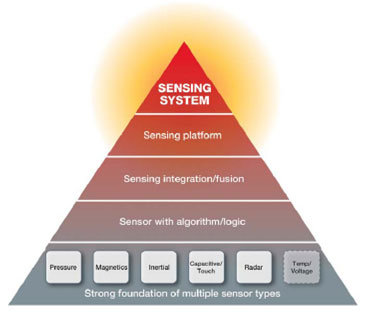 SENSING
SYSTEM
Sensing platform
Sensing integration/fusion
Sensor with algorithm/logic
Pressure
Magnetics
Inertial
Capacitive/
Touch
Radar
Temp/
Voltage
Strong foundation of multiple sensor types